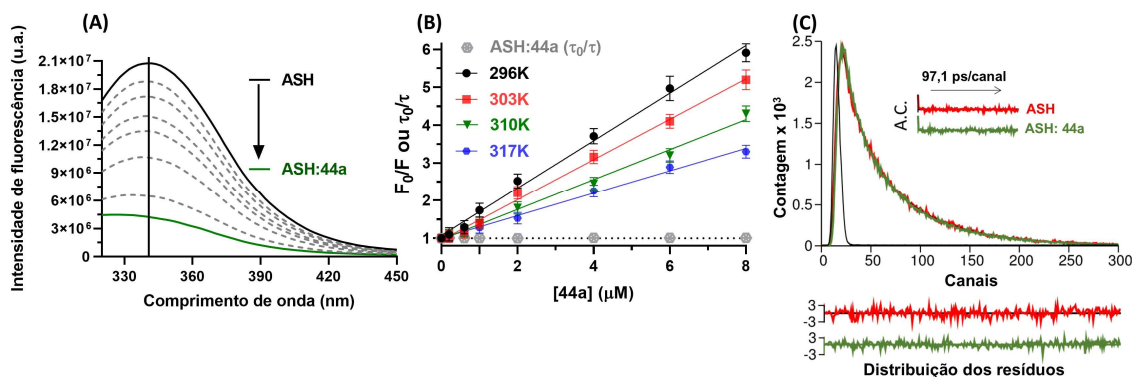 (A)
Intensidade de fluorescência (u.a.)
2.1×10⁷
1.8×10⁷
1.5×10⁷
1.2×10⁷
9×10⁶
6×10⁶
3×10⁶
0
330
360
390
420
450
Comprimento de onda (nm)
ASH
ASH:44a
(B)
F₀/F ou τ₀/τ
6
5
4
3
2
1
0
2
4
6
8
[44a] (μM)
ASH:44a (τ₀/τ)
296K
303K
310K
317K
(C)
Contagem x 10³
2.5
2.0
1.5
1.0
0.5
0
0
50
100
150
200
250
300
Canais
97,1 ps/canal
A.C.
ASH
ASH: 44a
3
-3
3
-3
Distribuição dos resíduos